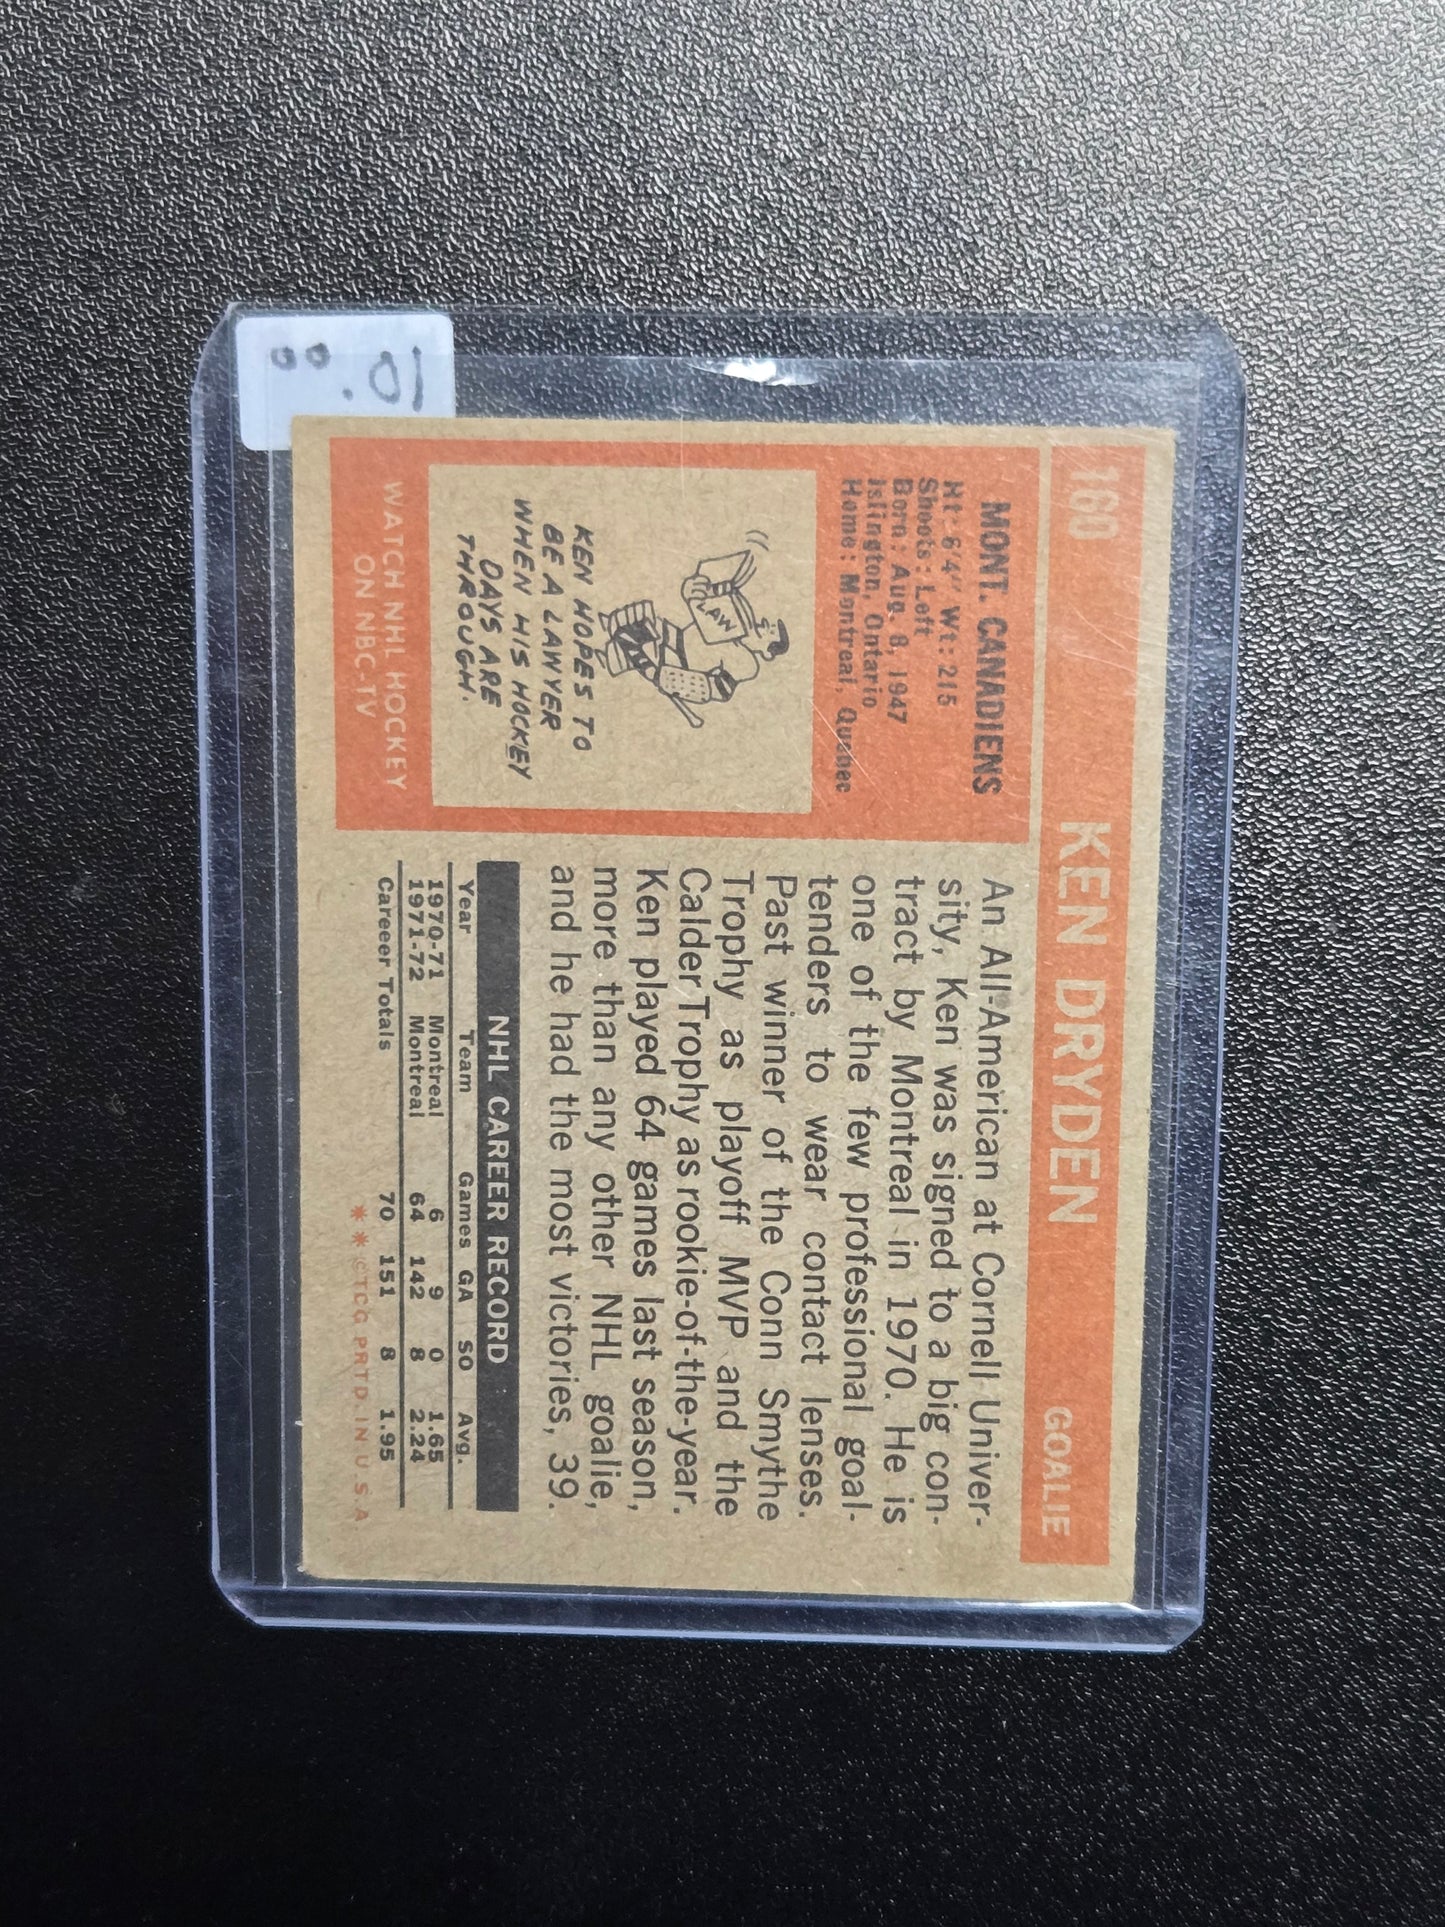 10.00
160 KEN DRYDEN GOALIE
MONT. CANADIENS
Ht: 6'4" Wt: 215
Shoots: Left
Born: Aug. 8, 1947
Islington, Ontario
Home: Montreal, Quebec
LAW
KEN HOPES TO
BE A LAWYER
WHEN HIS HOCKEY
DAYS ARE
THROUGH.
WATCH NHL HOCKEY
ON NBC-TV
An All-American at Cornell Univer-
sity, Ken was signed to a big con-
tract by Montreal in 1970. He is
one of the few professional goal-
tenders to wear contact lenses.
Past winner of the Conn Smythe
Trophy as playoff MVP and the
Calder Trophy as rookie-of-the-year.
Ken played 64 games last season,
more than any other NHL goalie,
and he had the most victories, 39.
NHL CAREER RECORD
Year Team Games GA SO Avg.
1970-71 Montreal 6 9 0 1.65
1971-72 Montreal 64 142 8 2.24
Career Totals 70 151 8 1.95
* * ©TCG PRTD. IN U.S.A.